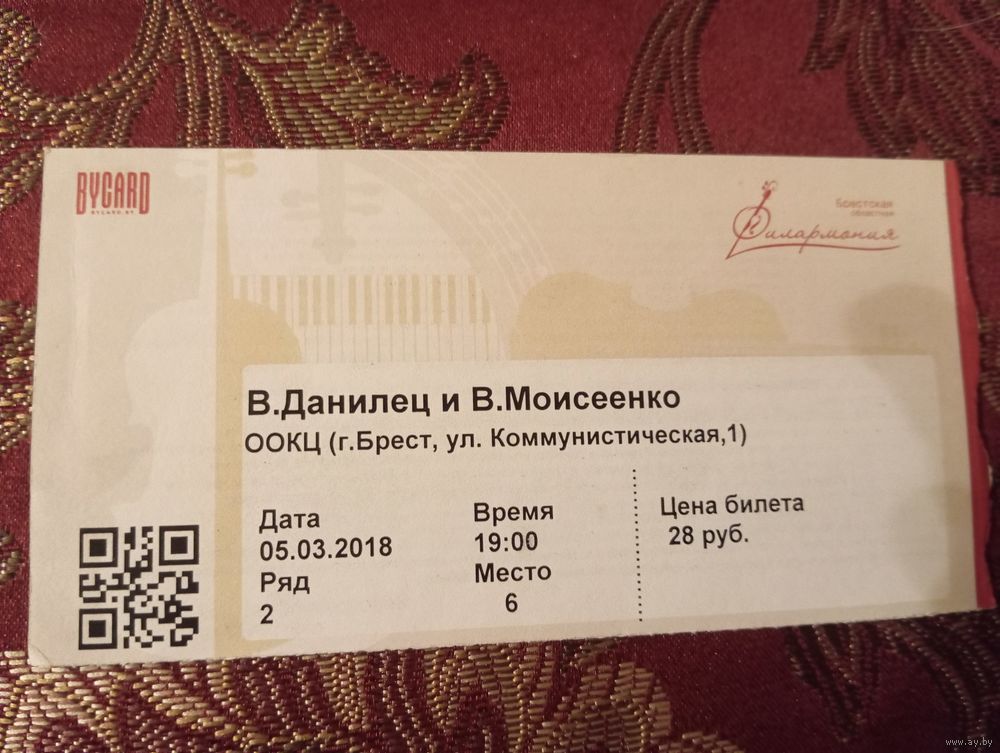 BYCARD
BYCARD.BY
Брестская
областная
Филармония
В.Данилец и В.Моисеенко
ООКЦ (г.Брест, ул. Коммунистическая,1)
Дата
Время
Цена билета
05.03.2018
19:00
28 руб.
Ряд
Место
2
6
www.ay.by